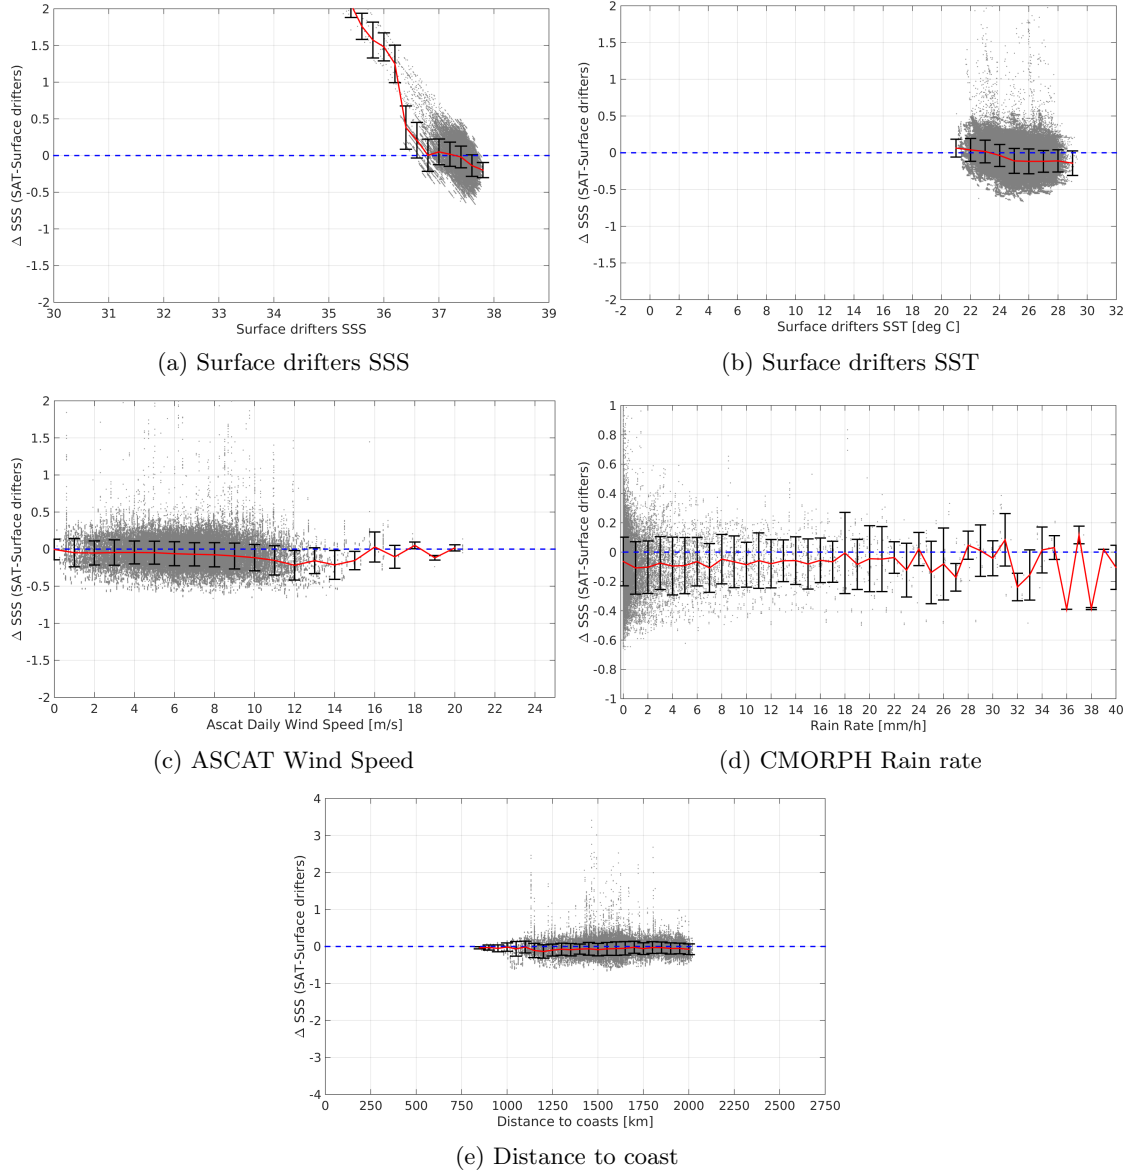 2
1.5
1
0.5
0
-0.5
-1
-1.5
-2
Δ SSS (SAT-Surface drifters)
30 31 32 33 34 35 36 37 38 39
Surface drifters SSS
(a) Surface drifters SSS
2
1.5
1
0.5
0
-0.5
-1
-1.5
-2
Δ SSS (SAT-Surface drifters)
-2 0 2 4 6 8 10 12 14 16 18 20 22 24 26 28 30 32
Surface drifters SST [deg C]
(b) Surface drifters SST
2
1.5
1
0.5
0
-0.5
-1
-1.5
-2
Δ SSS (SAT-Surface drifters)
0 2 4 6 8 10 12 14 16 18 20 22 24
Ascat Daily Wind Speed [m/s]
(c) ASCAT Wind Speed
1
0.8
0.6
0.4
0.2
0
-0.2
-0.4
-0.6
-0.8
-1
Δ SSS (SAT-Surface drifters)
0 2 4 6 8 10 12 14 16 18 20 22 24 26 28 30 32 34 36 38 40
Rain Rate [mm/h]
(d) CMORPH Rain rate
4
3
2
1
0
-1
-2
-3
-4
Δ SSS (SAT-Surface drifters)
0 250 500 750 1000 1250 1500 1750 2000 2250 2500 2750
Distance to coasts [km]
(e) Distance to coast